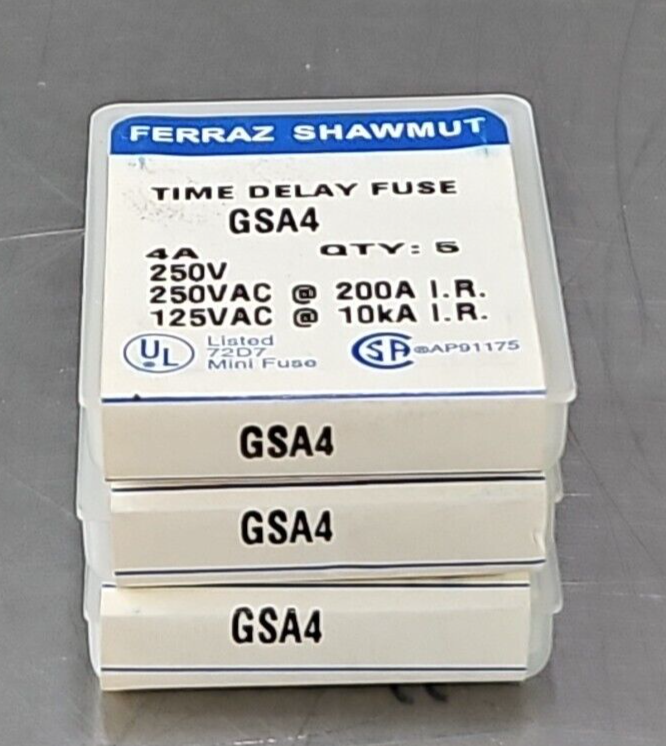 FERRAZ SHAWMUT
TIME DELAY FUSE
GSA4
4A QTY: 5
250V
250VAC @ 200A I.R.
125VAC @ 10kA I.R.
UL Listed
72D7
Mini Fuse
SA ®AP91175
GSA4
GSA4
GSA4